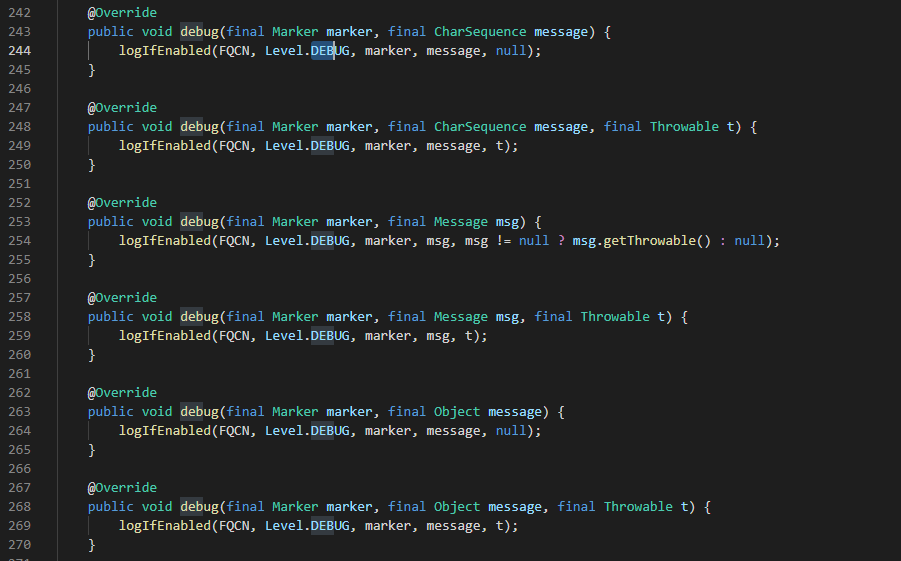 242 @Override
243 public void debug(final Marker marker, final CharSequence message) {
244 logIfEnabled(FQCN, Level.DEBUG, marker, message, null);
245 }
246
247 @Override
248 public void debug(final Marker marker, final CharSequence message, final Throwable t) {
249 logIfEnabled(FQCN, Level.DEBUG, marker, message, t);
250 }
251
252 @Override
253 public void debug(final Marker marker, final Message msg) {
254 logIfEnabled(FQCN, Level.DEBUG, marker, msg, msg != null ? msg.getThrowable() : null);
255 }
256
257 @Override
258 public void debug(final Marker marker, final Message msg, final Throwable t) {
259 logIfEnabled(FQCN, Level.DEBUG, marker, msg, t);
260 }
261
262 @Override
263 public void debug(final Marker marker, final Object message) {
264 logIfEnabled(FQCN, Level.DEBUG, marker, message, null);
265 }
266
267 @Override
268 public void debug(final Marker marker, final Object message, final Throwable t) {
269 logIfEnabled(FQCN, Level.DEBUG, marker, message, t);
270 }